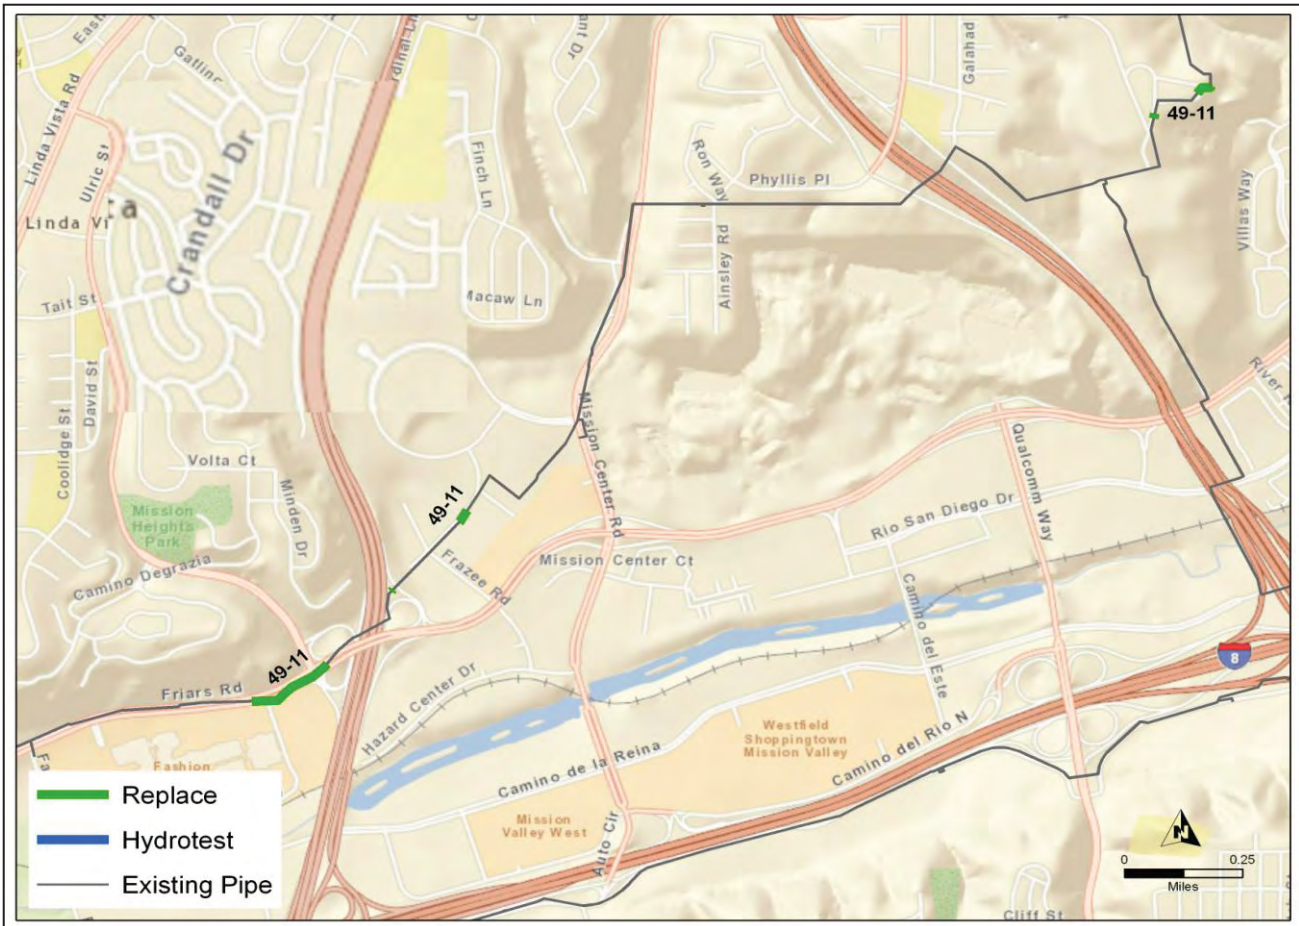 East
Linda Vista Rd
Ulric St
Linda Vi
ra
Crandall Dr
Tait St
David St
Coolidge St
Volta Ct
Minden Dr
Mission
Heights
Park
Camino Degrazia
Finch Ln
Macaw Ln
Ron Way
Phyllis Pl
Ainsley Rd
Galahad
49-11
Villas Way
Mission Center Rd
Qualcomm Way
49-11
Frazee Rd
Mission Center Ct
Rio San Diego Dr
Camino del Este
49-11
Friars Rd
Hazard Center Dr
Fashion
Westfield
Shoppingtown
Mission Valley
Camino de la Reina
Camino del Rio N
8
Mission
Valley West
Auto Cir
Cliff St
Replace
Hydrotest
Existing Pipe
N
0 0.25
Miles